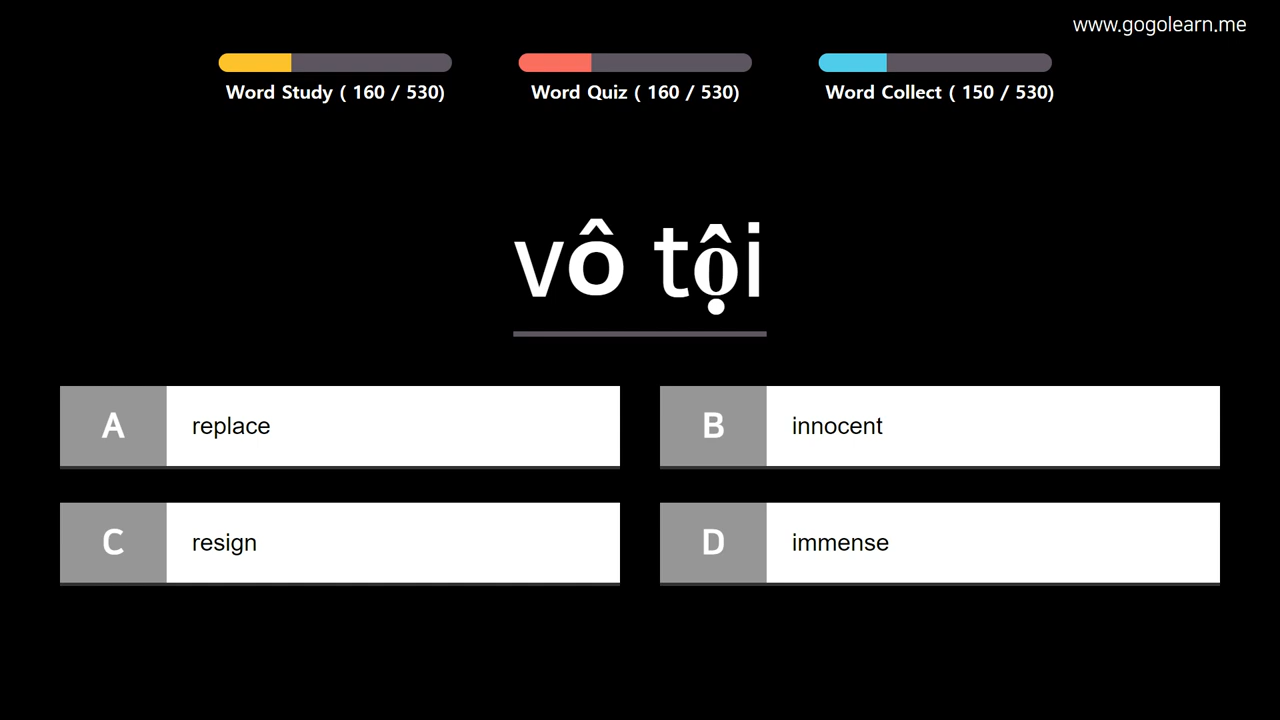 www.gogolearn.me
Word Study ( 160 / 530)
Word Quiz ( 160 / 530)
Word Collect ( 150 / 530)
vô tội
A replace
B innocent
C resign
D immense